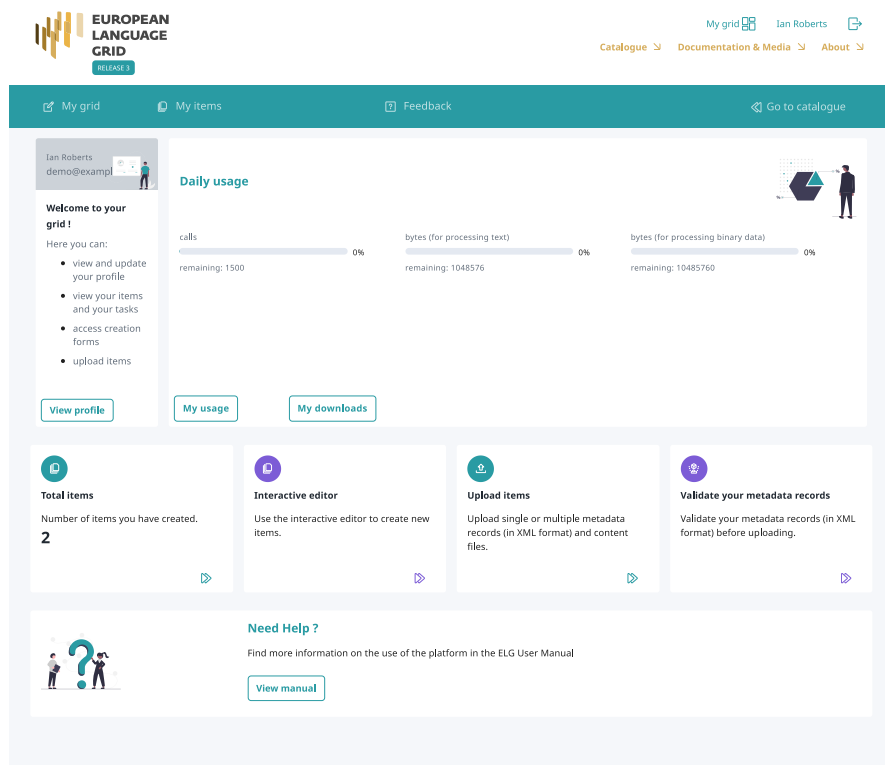 EUROPEAN
LANGUAGE
GRID
RELEASE 3
My grid Ian Roberts
Catalogue Documentation & Media About
My grid My items Feedback Go to catalogue
Ian Roberts
demo@exampl
Welcome to your
grid !
Here you can:
• view and update
your profile
• view your items
and your tasks
• access creation
forms
• upload items
View profile
Daily usage
calls
0%
remaining: 1500
bytes (for processing text)
0%
remaining: 1048576
bytes (for processing binary data)
0%
remaining: 10485760
My usage My downloads
Total items
Number of items you have created.
2
Interactive editor
Use the interactive editor to create new
items.
Upload items
Upload single or multiple metadata
records (in XML format) and content
files.
Validate your metadata records
Validate your metadata records (in XML
format) before uploading.
Need Help ?
Find more information on the use of the platform in the ELG User Manual
View manual